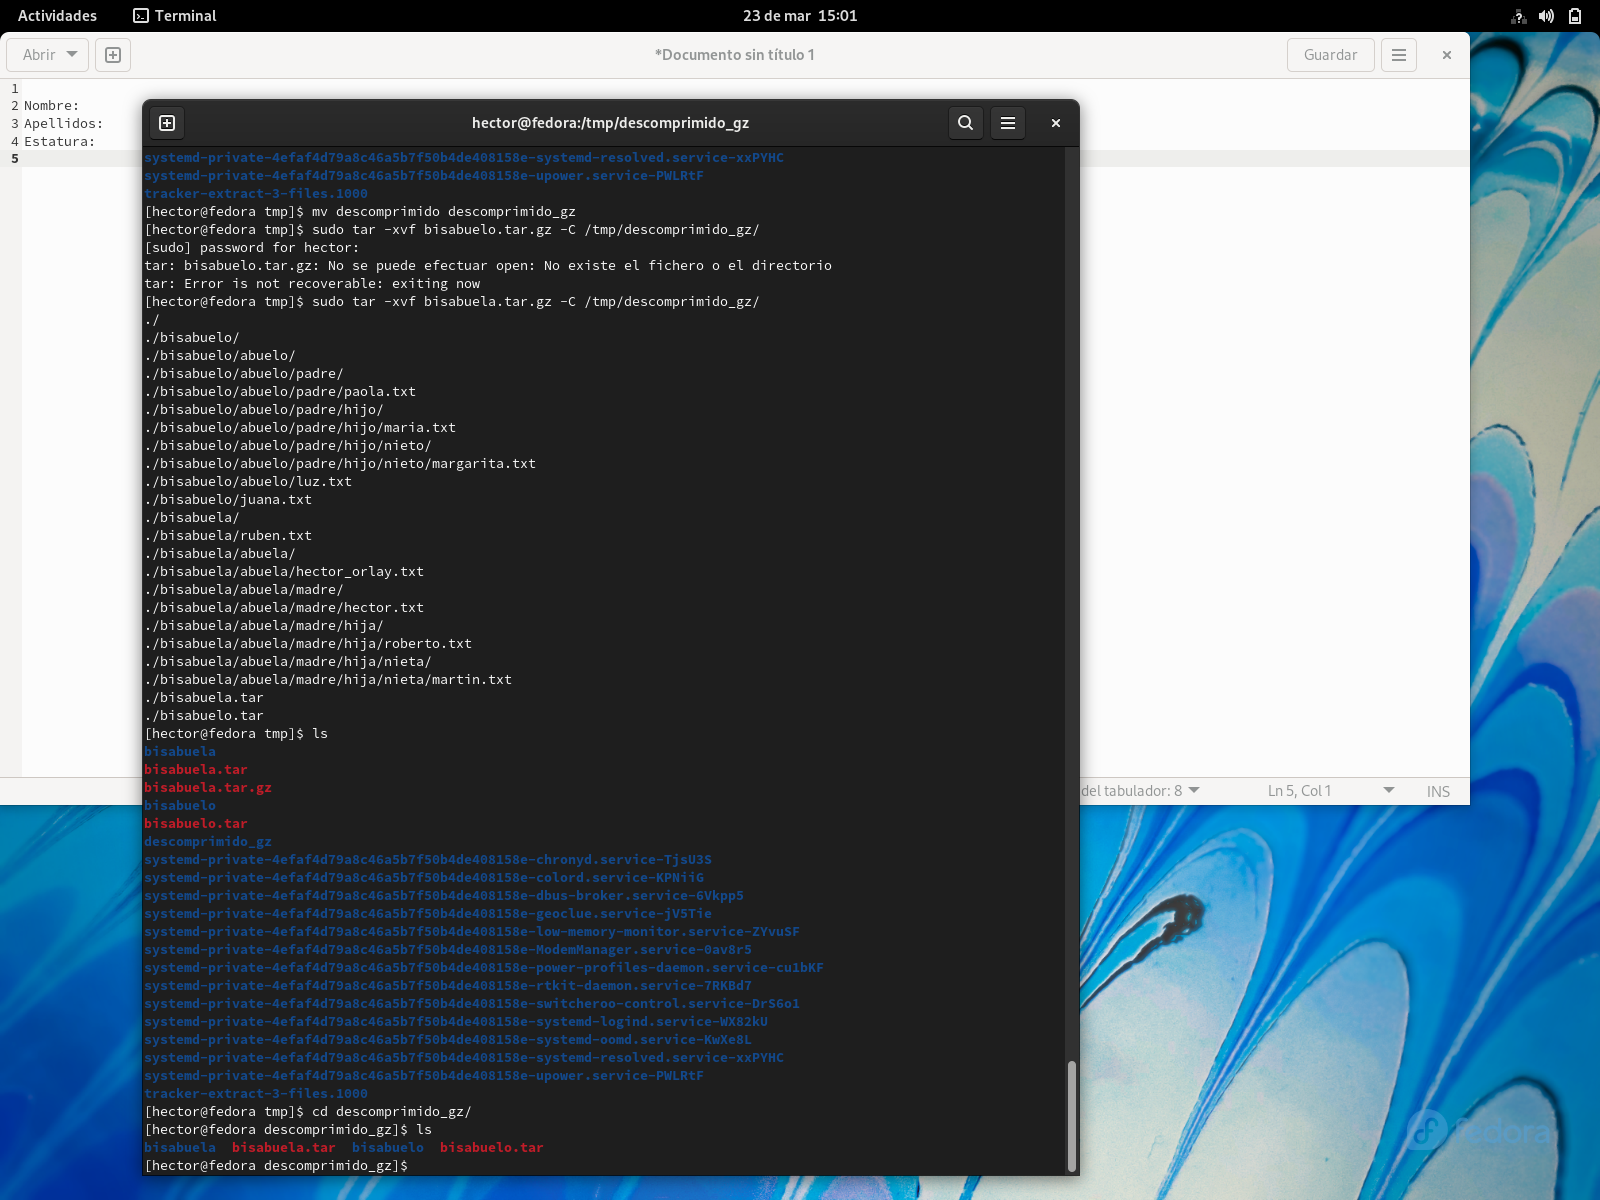 Actividades
Terminal
23 de mar 15:01
Abrir
*Documento sin título 1
Guardar
1
2 Nombre:
3 Apellidos:
4 Estatura:
5
hector@fedora:/tmp/descomprimido_gz
systemd-private-4efaf4d79a8c46a5b7f50b4de408158e-systemd-resolved.service-xxPYHC
systemd-private-4efaf4d79a8c46a5b7f50b4de408158e-upower.service-PWLRtF
tracker-extract-3-files.1000
[hector@fedora tmp]$ mv descomprimido descomprimido_gz
[hector@fedora tmp]$ sudo tar -xvf bisabuelo.tar.gz -C /tmp/descomprimido_gz/
[sudo] password for hector:
tar: bisabuelo.tar.gz: No se puede efectuar open: No existe el fichero o el directorio
tar: Error is not recoverable: exiting now
[hector@fedora tmp]$ sudo tar -xvf bisabuela.tar.gz -C /tmp/descomprimido_gz/
./
./bisabuelo/
./bisabuelo/abuelo/
./bisabuelo/abuelo/padre/
./bisabuelo/abuelo/padre/paola.txt
./bisabuelo/abuelo/padre/hijo/
./bisabuelo/abuelo/padre/hijo/maria.txt
./bisabuelo/abuelo/padre/hijo/nieto/
./bisabuelo/abuelo/padre/hijo/nieto/margarita.txt
./bisabuelo/abuelo/luz.txt
./bisabuelo/juana.txt
./bisabuela/
./bisabuela/ruben.txt
./bisabuela/abuela/
./bisabuela/abuela/hector_orlay.txt
./bisabuela/abuela/madre/
./bisabuela/abuela/madre/hector.txt
./bisabuela/abuela/madre/hija/
./bisabuela/abuela/madre/hija/roberto.txt
./bisabuela/abuela/madre/hija/nieta/
./bisabuela/abuela/madre/hija/nieta/martin.txt
./bisabuela.tar
./bisabuelo.tar
[hector@fedora tmp]$ ls
bisabuela
bisabuela.tar
bisabuela.tar.gz
bisabuelo
bisabuelo.tar
descomprimido_gz
systemd-private-4efaf4d79a8c46a5b7f50b4de408158e-chronyd.service-TjsU3S
systemd-private-4efaf4d79a8c46a5b7f50b4de408158e-colord.service-KPNiiG
systemd-private-4efaf4d79a8c46a5b7f50b4de408158e-dbus-broker.service-6Vkpp5
systemd-private-4efaf4d79a8c46a5b7f50b4de408158e-geoclue.service-jV5Tie
systemd-private-4efaf4d79a8c46a5b7f50b4de408158e-low-memory-monitor.service-ZYvuSF
systemd-private-4efaf4d79a8c46a5b7f50b4de408158e-ModemManager.service-0av8r5
systemd-private-4efaf4d79a8c46a5b7f50b4de408158e-power-profiles-daemon.service-cu1bKF
systemd-private-4efaf4d79a8c46a5b7f50b4de408158e-rtkit-daemon.service-7RKBd7
systemd-private-4efaf4d79a8c46a5b7f50b4de408158e-switcheroo-control.service-DrS6o1
systemd-private-4efaf4d79a8c46a5b7f50b4de408158e-systemd-logind.service-WX82kU
systemd-private-4efaf4d79a8c46a5b7f50b4de408158e-systemd-oomd.service-KwXe8L
systemd-private-4efaf4d79a8c46a5b7f50b4de408158e-systemd-resolved.service-xxPYHC
systemd-private-4efaf4d79a8c46a5b7f50b4de408158e-upower.service-PWLRtF
tracker-extract-3-files.1000
[hector@fedora tmp]$ cd descomprimido_gz/
[hector@fedora descomprimido_gz]$ ls
bisabuela bisabuela.tar bisabuelo bisabuelo.tar
[hector@fedora descomprimido_gz]$
del tabulador: 8
Ln 5, Col 1
INS
fedora